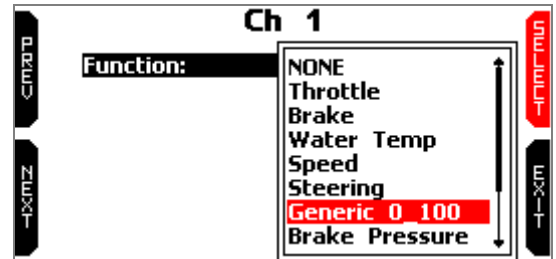 Ch 1
PREV
SELECT
Function:
NONE
Throttle
Brake
Water Temp
Speed
Steering
Generic 0_100
Brake Pressure
NEXT
EXIT